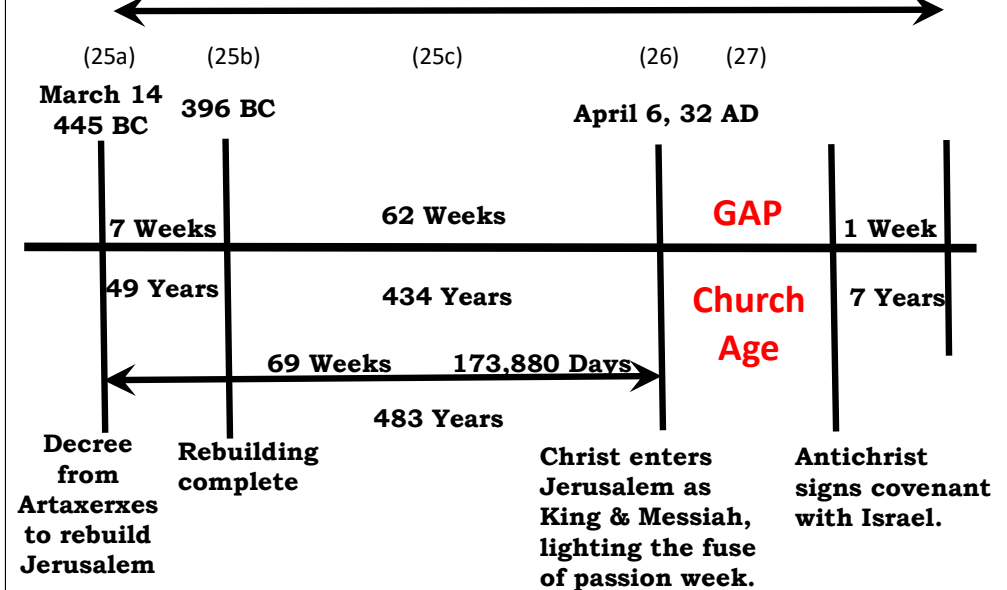 (25a) (25b) (25c) (26) (27)
March 14
445 BC
396 BC
April 6, 32 AD
7 Weeks
62 Weeks
GAP
1 Week
49 Years
434 Years
Church
Age
7 Years
69 Weeks 173,880 Days
483 Years
Decree
from
Artaxerxes
to rebuild
Jerusalem
Rebuilding
complete
Christ enters
Jerusalem as
King & Messiah,
lighting the fuse
of passion week.
Antichrist
signs covenant
with Israel.